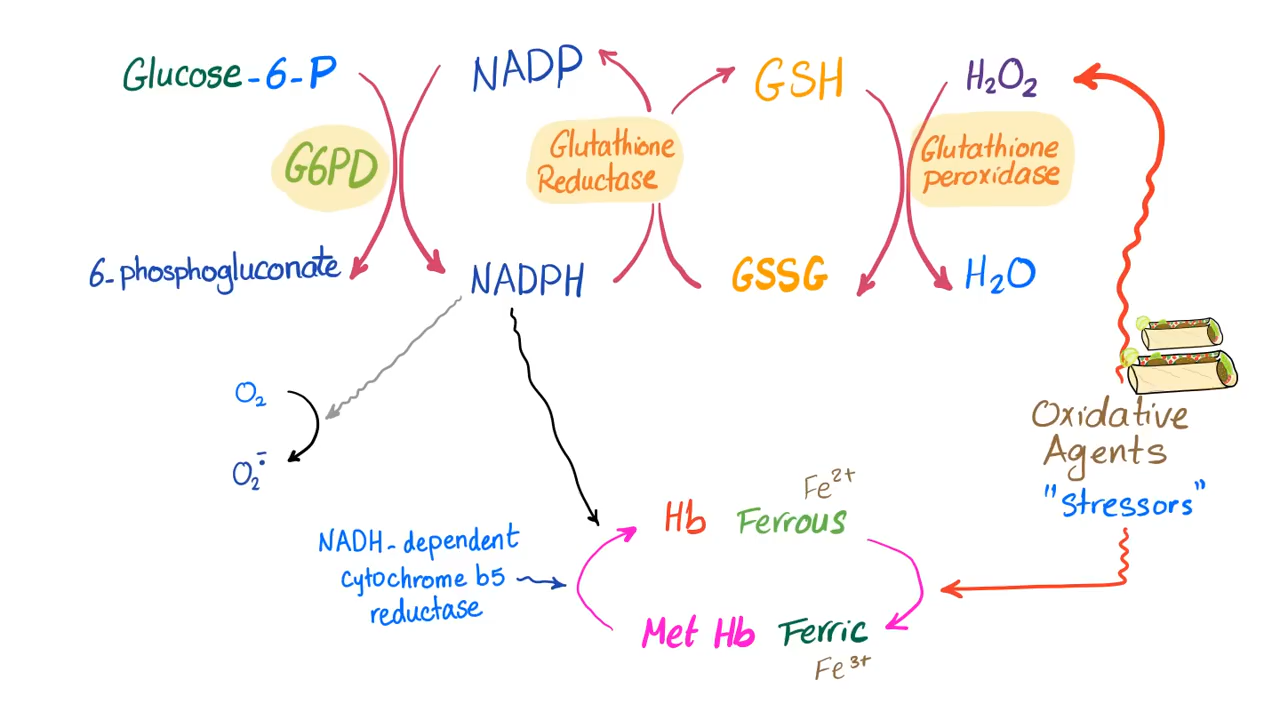 Glucose-6-P
NADP
GSH
H₂O₂
G6PD
Glutathione
Reductase
Glutathione
peroxidase
6-phosphogluconate
NADPH
GSSG
H₂O
O₂
O₂⨪
Oxidative
Agents
"Stressors"
Fe²⁺
Hb Ferrous
NADH-dependent
cytochrome b5
reductase
Met Hb Ferric
Fe³⁺